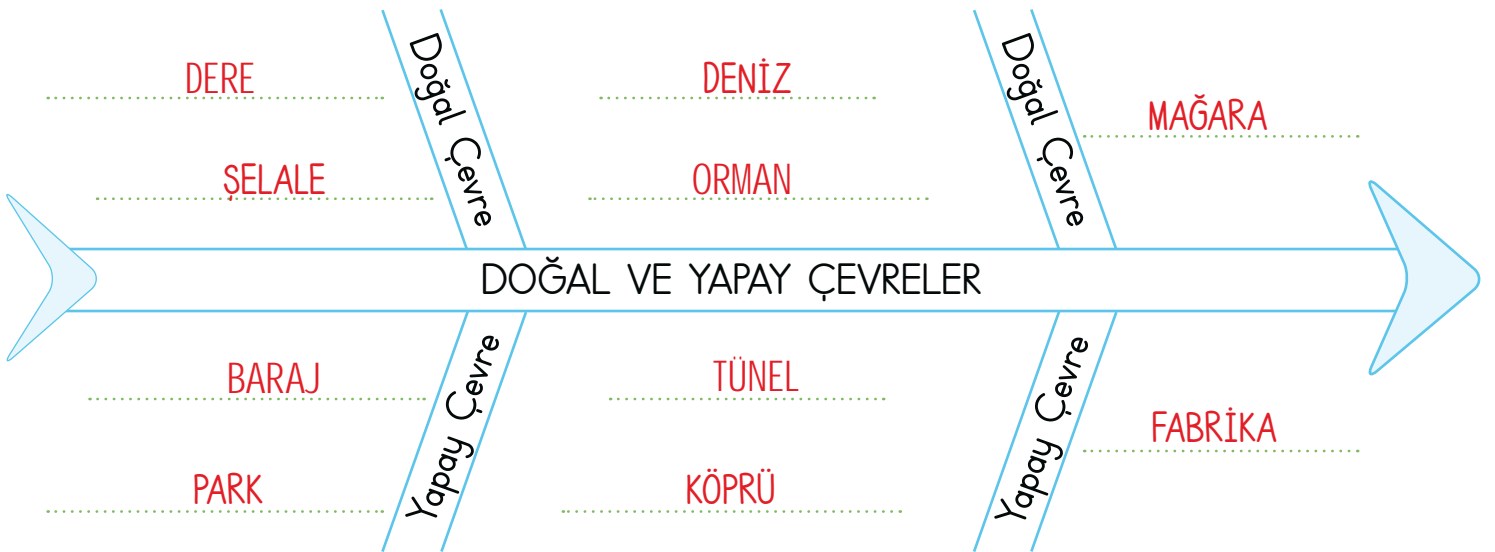 DERE
ŞELALE
Doğal Çevre
DENİZ
ORMAN
Doğal Çevre
MAĞARA
DOĞAL VE YAPAY ÇEVRELER
BARAJ
PARK
Yapay Çevre
TÜNEL
KÖPRÜ
Yapay Çevre
FABRİKA